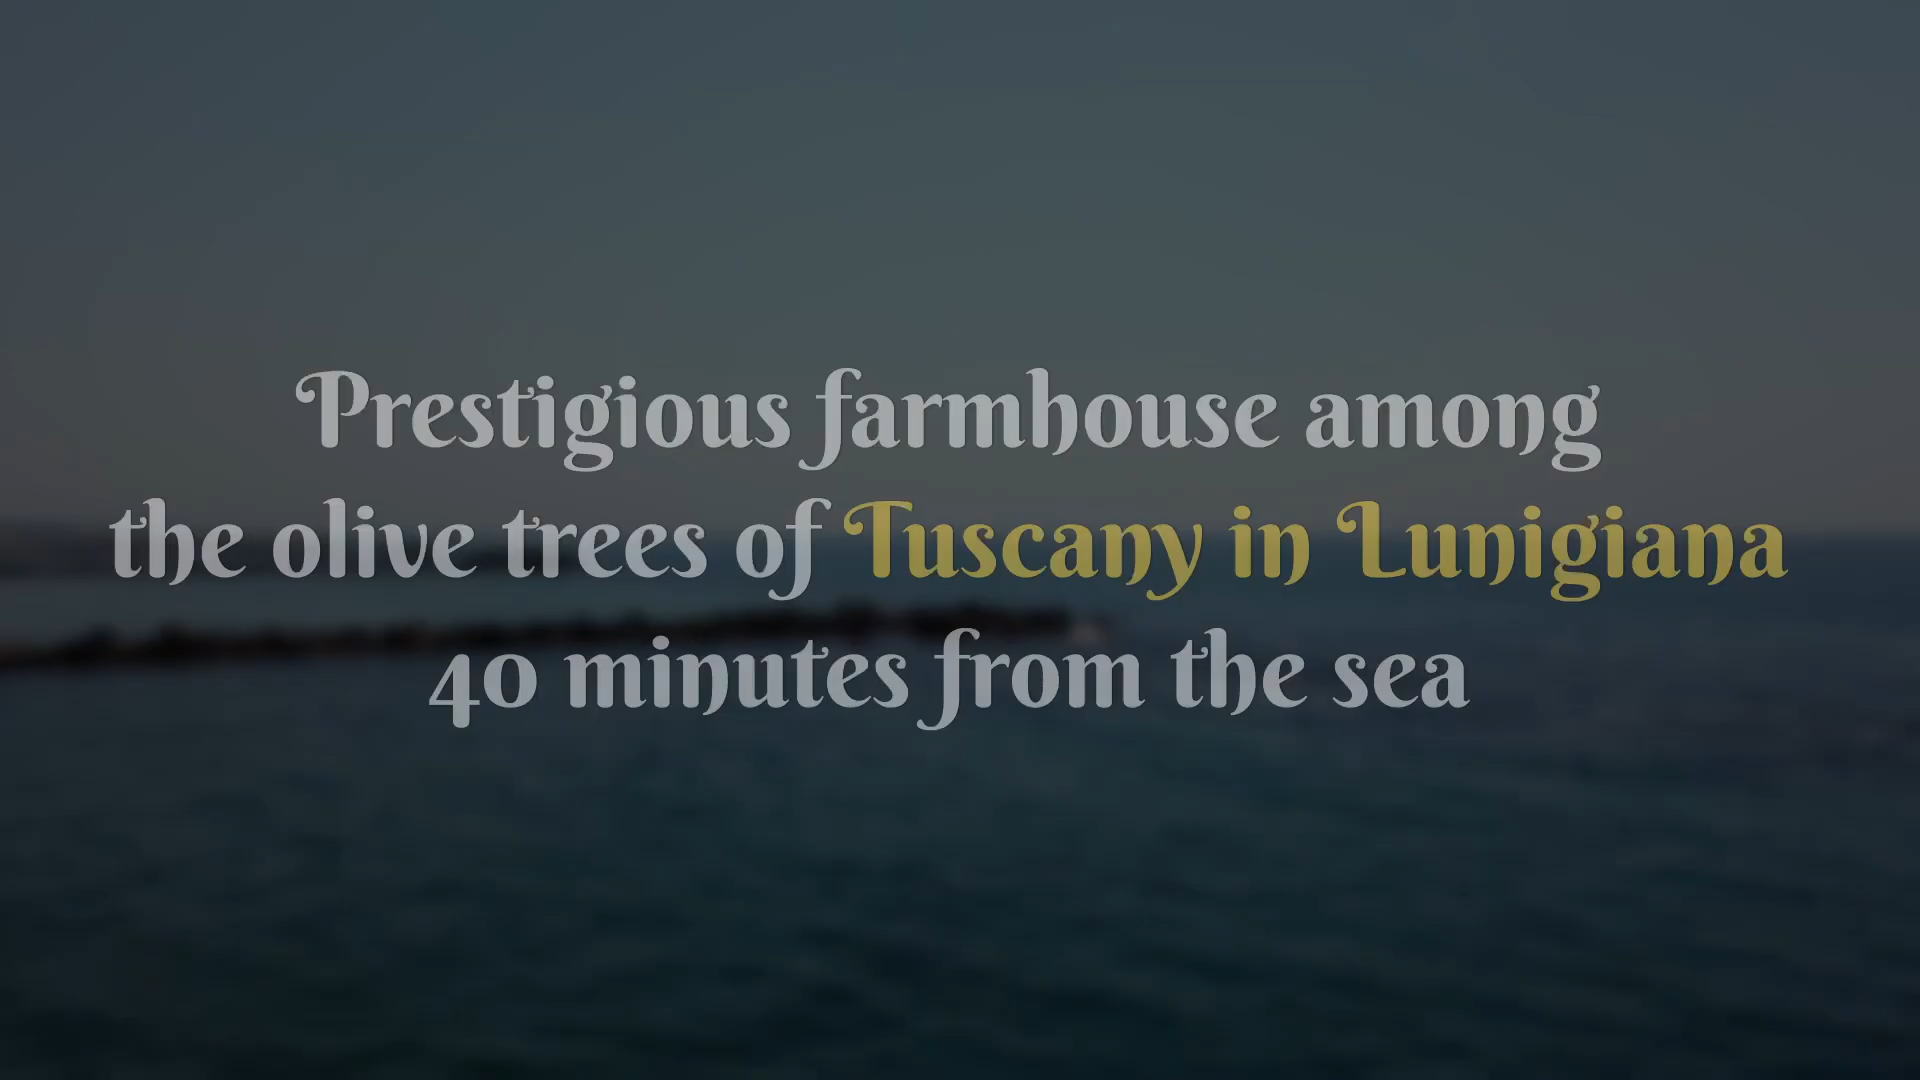 Prestigious farmhouse among
the olive trees of Tuscany in Lunigiana
40 minutes from the sea